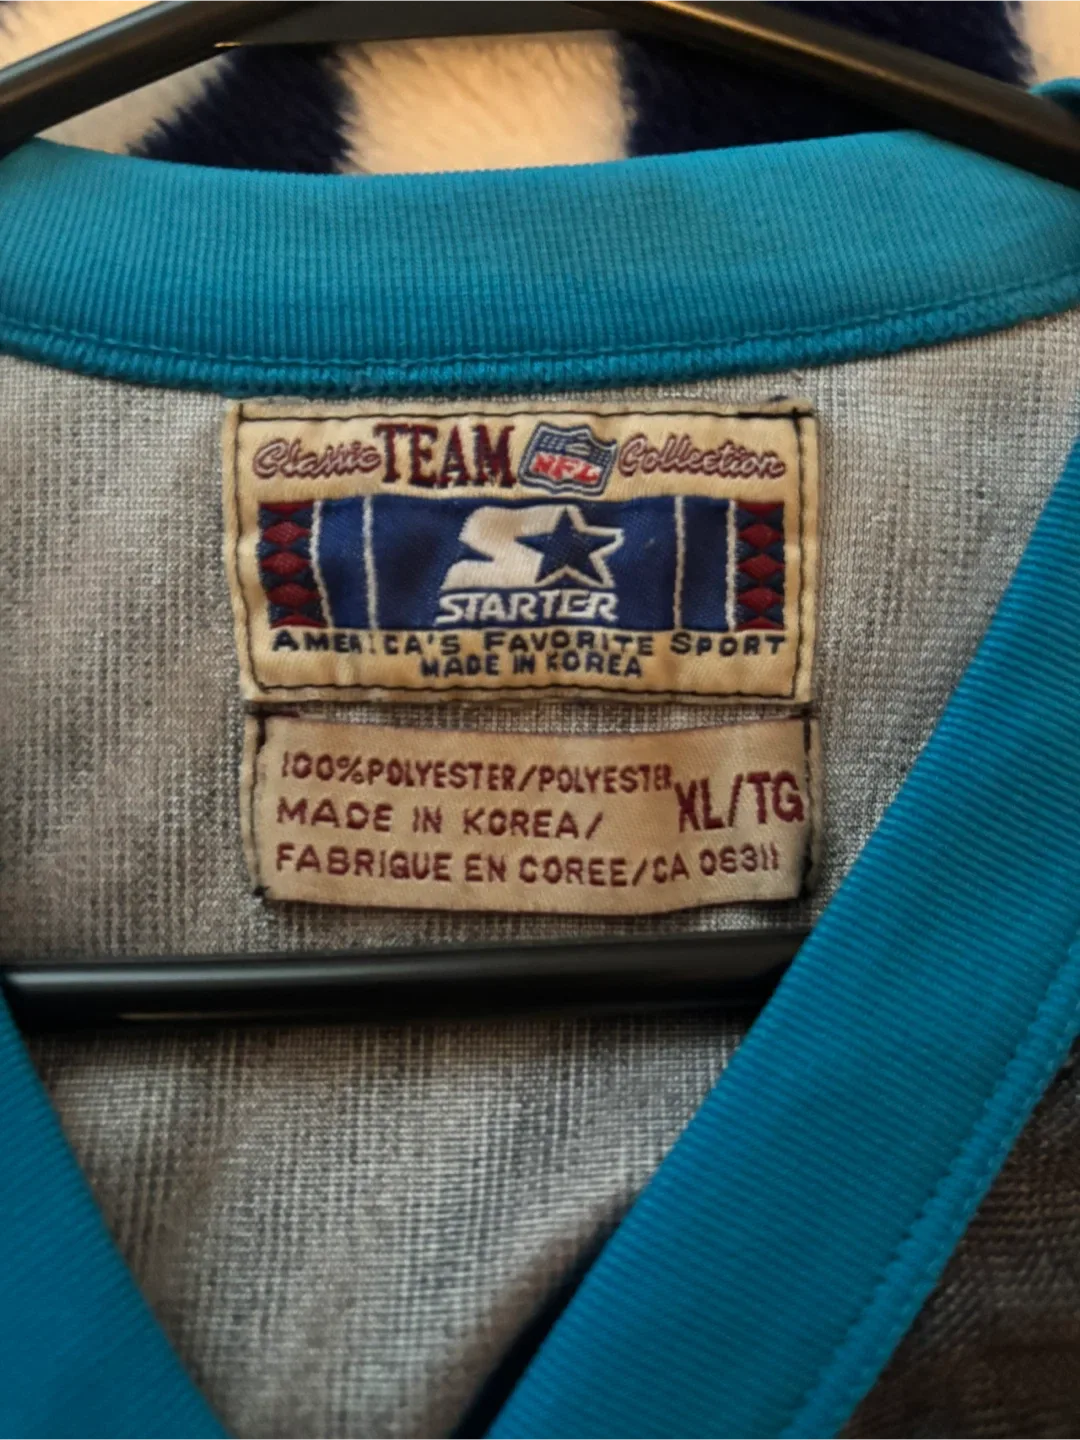 Classic TEAM NFL Collection
STARTER
AMERICA'S FAVORITE SPORT
MADE IN KOREA
100%POLYESTER/POLYESTER
XL/TG
MADE IN KOREA/
FABRIQUE EN COREE/CA 06311